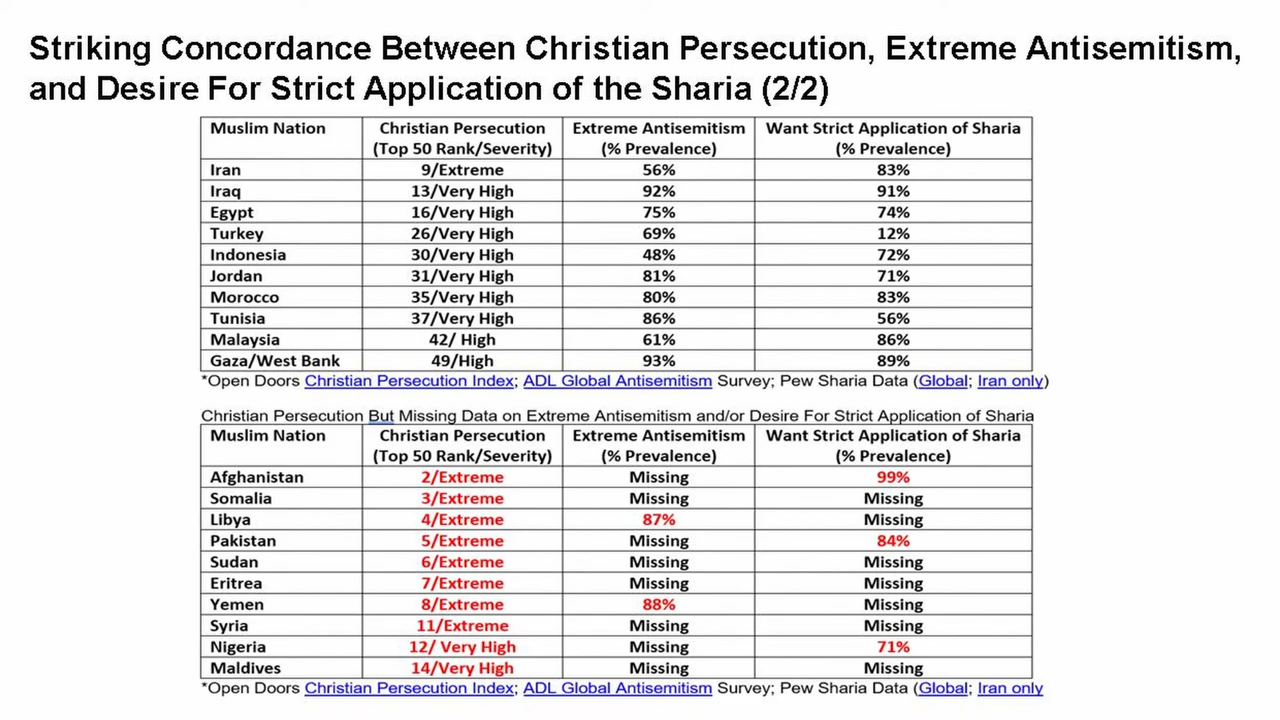 Striking Concordance Between Christian Persecution, Extreme Antisemitism,
and Desire For Strict Application of the Sharia (2/2)
Muslim Nation Christian Persecution Extreme Antisemitism Want Strict Application of Sharia
(Top 50 Rank/Severity) (% Prevalence) (% Prevalence)
Iran 9/Extreme 56% 83%
Iraq 13/Very High 92% 91%
Egypt 16/Very High 75% 74%
Turkey 26/Very High 69% 12%
Indonesia 30/Very High 48% 72%
Jordan 31/Very High 81% 71%
Morocco 35/Very High 80% 83%
Tunisia 37/Very High 86% 56%
Malaysia 42/ High 61% 86%
Gaza/West Bank 49/High 93% 89%
*Open Doors Christian Persecution Index; ADL Global Antisemitism Survey; Pew Sharia Data (Global; Iran only)
Christian Persecution But Missing Data on Extreme Antisemitism and/or Desire For Strict Application of Sharia
Muslim Nation Christian Persecution Extreme Antisemitism Want Strict Application of Sharia
(Top 50 Rank/Severity) (% Prevalence) (% Prevalence)
Afghanistan 2/Extreme Missing 99%
Somalia 3/Extreme Missing Missing
Libya 4/Extreme 87% Missing
Pakistan 5/Extreme Missing 84%
Sudan 6/Extreme Missing Missing
Eritrea 7/Extreme Missing Missing
Yemen 8/Extreme 88% Missing
Syria 11/Extreme Missing Missing
Nigeria 12/ Very High Missing 71%
Maldives 14/Very High Missing Missing
*Open Doors Christian Persecution Index; ADL Global Antisemitism Survey; Pew Sharia Data (Global; Iran only